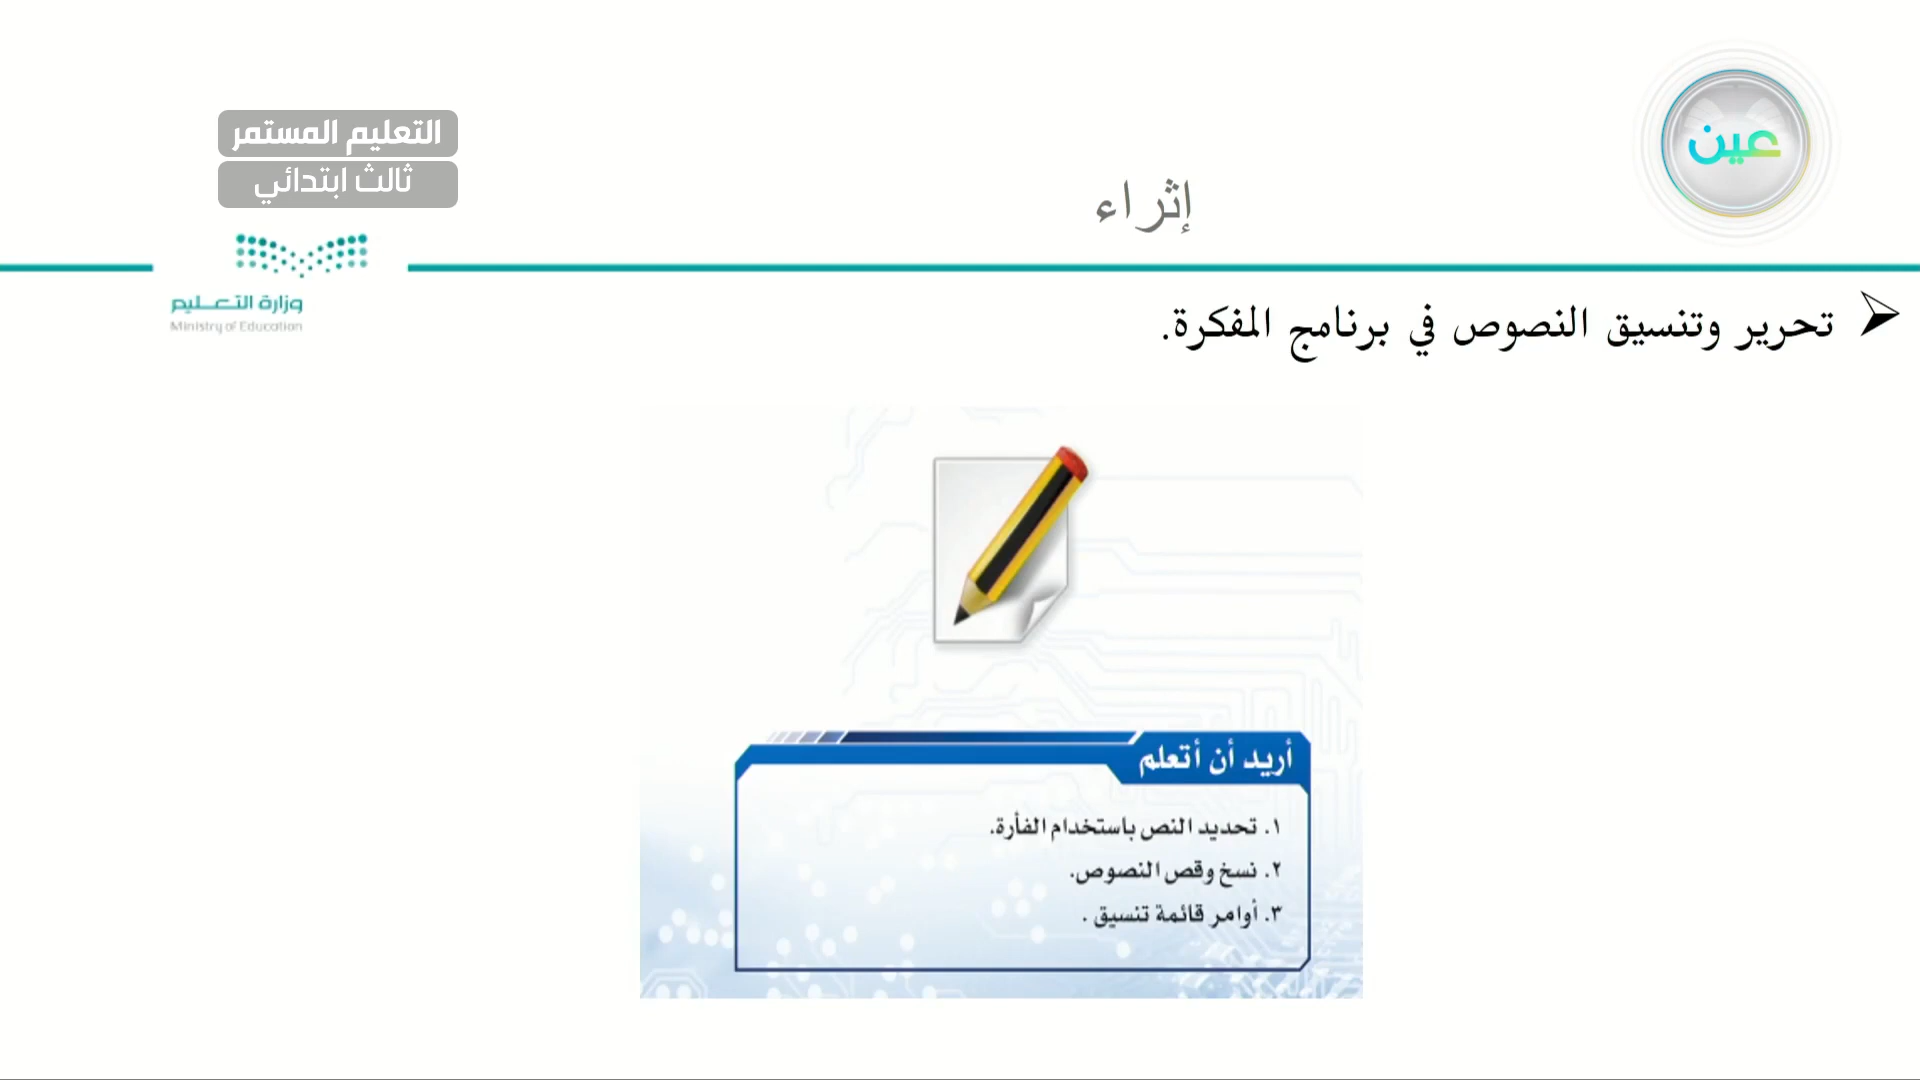 عين
التعليم المستمر
ثالث ابتدائي
إثراء
وزارة التعليم
Ministry of Education
تحرير وتنسيق النصوص في برنامج المفكرة.
أريد أن أتعلم
١. تحديد النص باستخدام الفأرة.
٢. نسخ وقص النصوص.
٣. أوامر قائمة تنسيق .